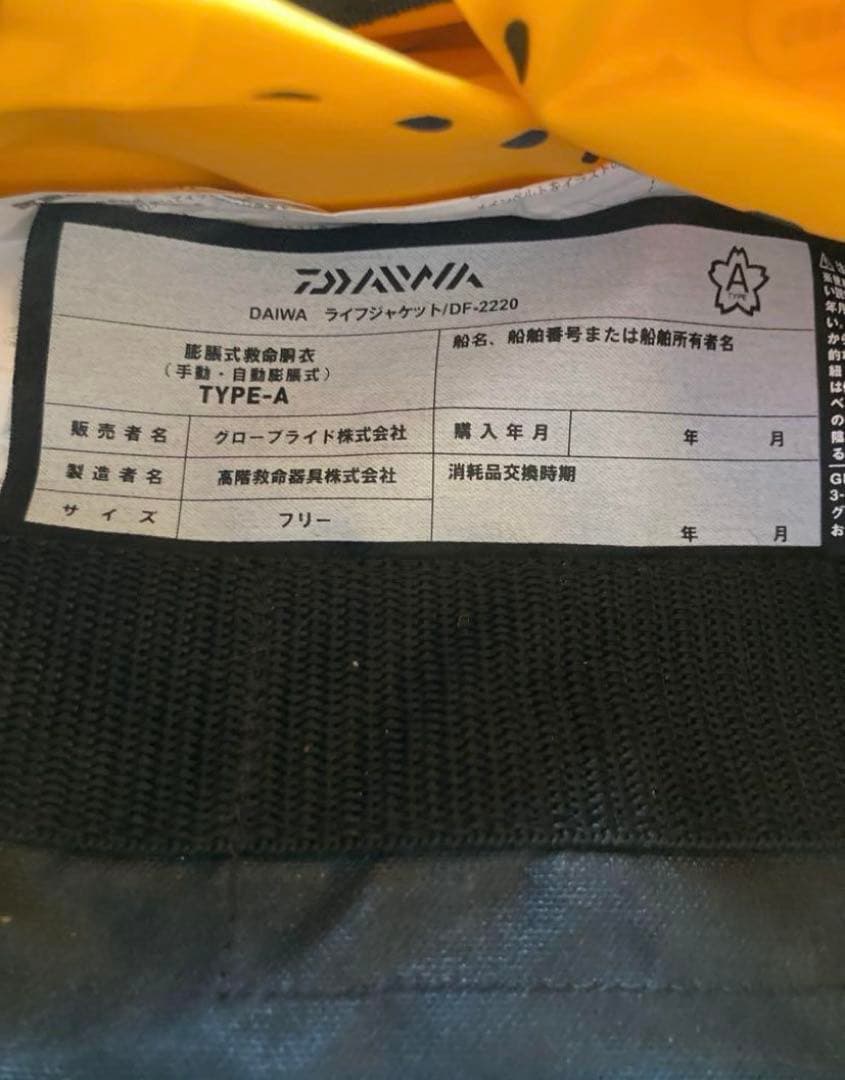 DAIWA
A
TYPE
DAIWA ライフジャケット/DF-2220
膨脹式救命胴衣
(手動・自動膨脹式)
TYPE-A
船名、船舶番号または船舶所有者名
販売者名 グローブライド株式会社
購入年月 年 月
製造者名 高階救命器具株式会社
消耗品交換時期
サイズ フリー
年 月